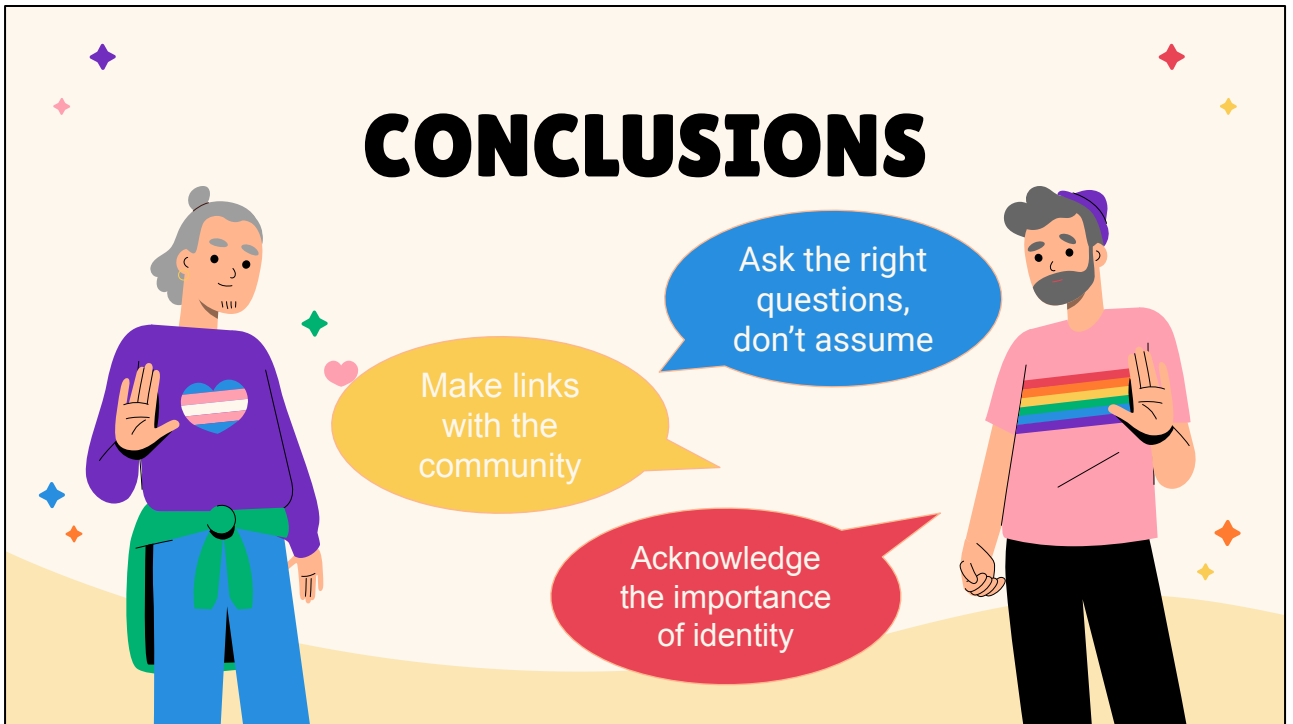 CONCLUSIONS
Ask the right
questions,
don’t assume
Make links
with the
community
Acknowledge
the importance
of identity